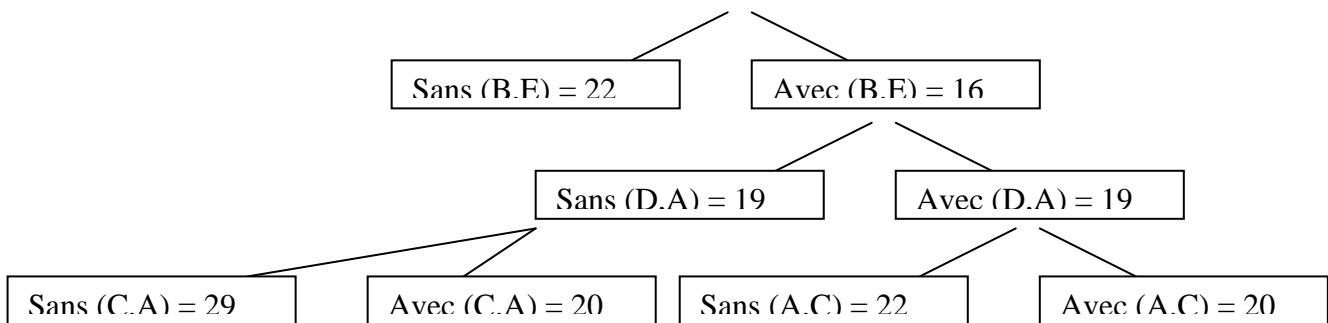 Sans (B,E) = 22
Avec (B,E) = 16
Sans (D,A) = 19
Avec (D,A) = 19
Sans (C,A) = 29
Avec (C,A) = 20
Sans (A,C) = 22
Avec (A,C) = 20